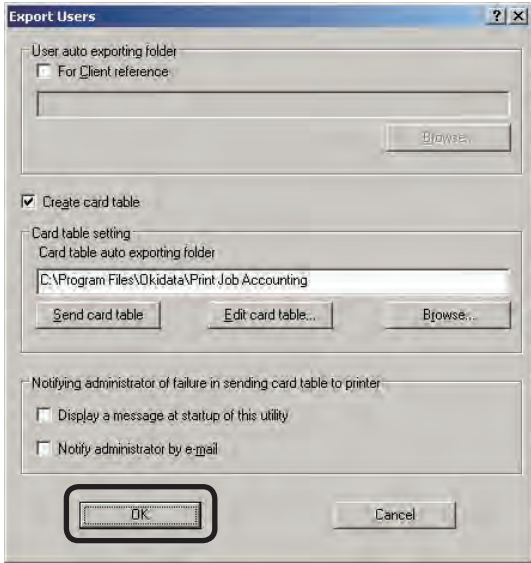 Export Users
User auto exporting folder
For Client reference
Browse...
Create card table
Card table setting
Card table auto exporting folder
C:\Program Files\Okidata\Print Job Accounting
Send card table Edit card table... Browse...
Notifying administrator of failure in sending card table to printer
Display a message at startup of this utility
Notify administrator by e-mail
OK Cancel